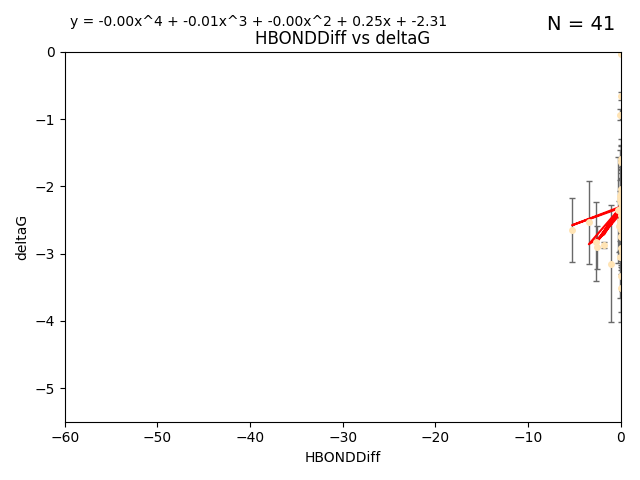 y = -0.00x^4 + -0.01x^3 + -0.00x^2 + 0.25x + -2.31
N = 41
HBONDDiff vs deltaG
0
−1
−2
−3
−4
−5
deltaG
−60 −50 −40 −30 −20 −10 0
HBONDDiff